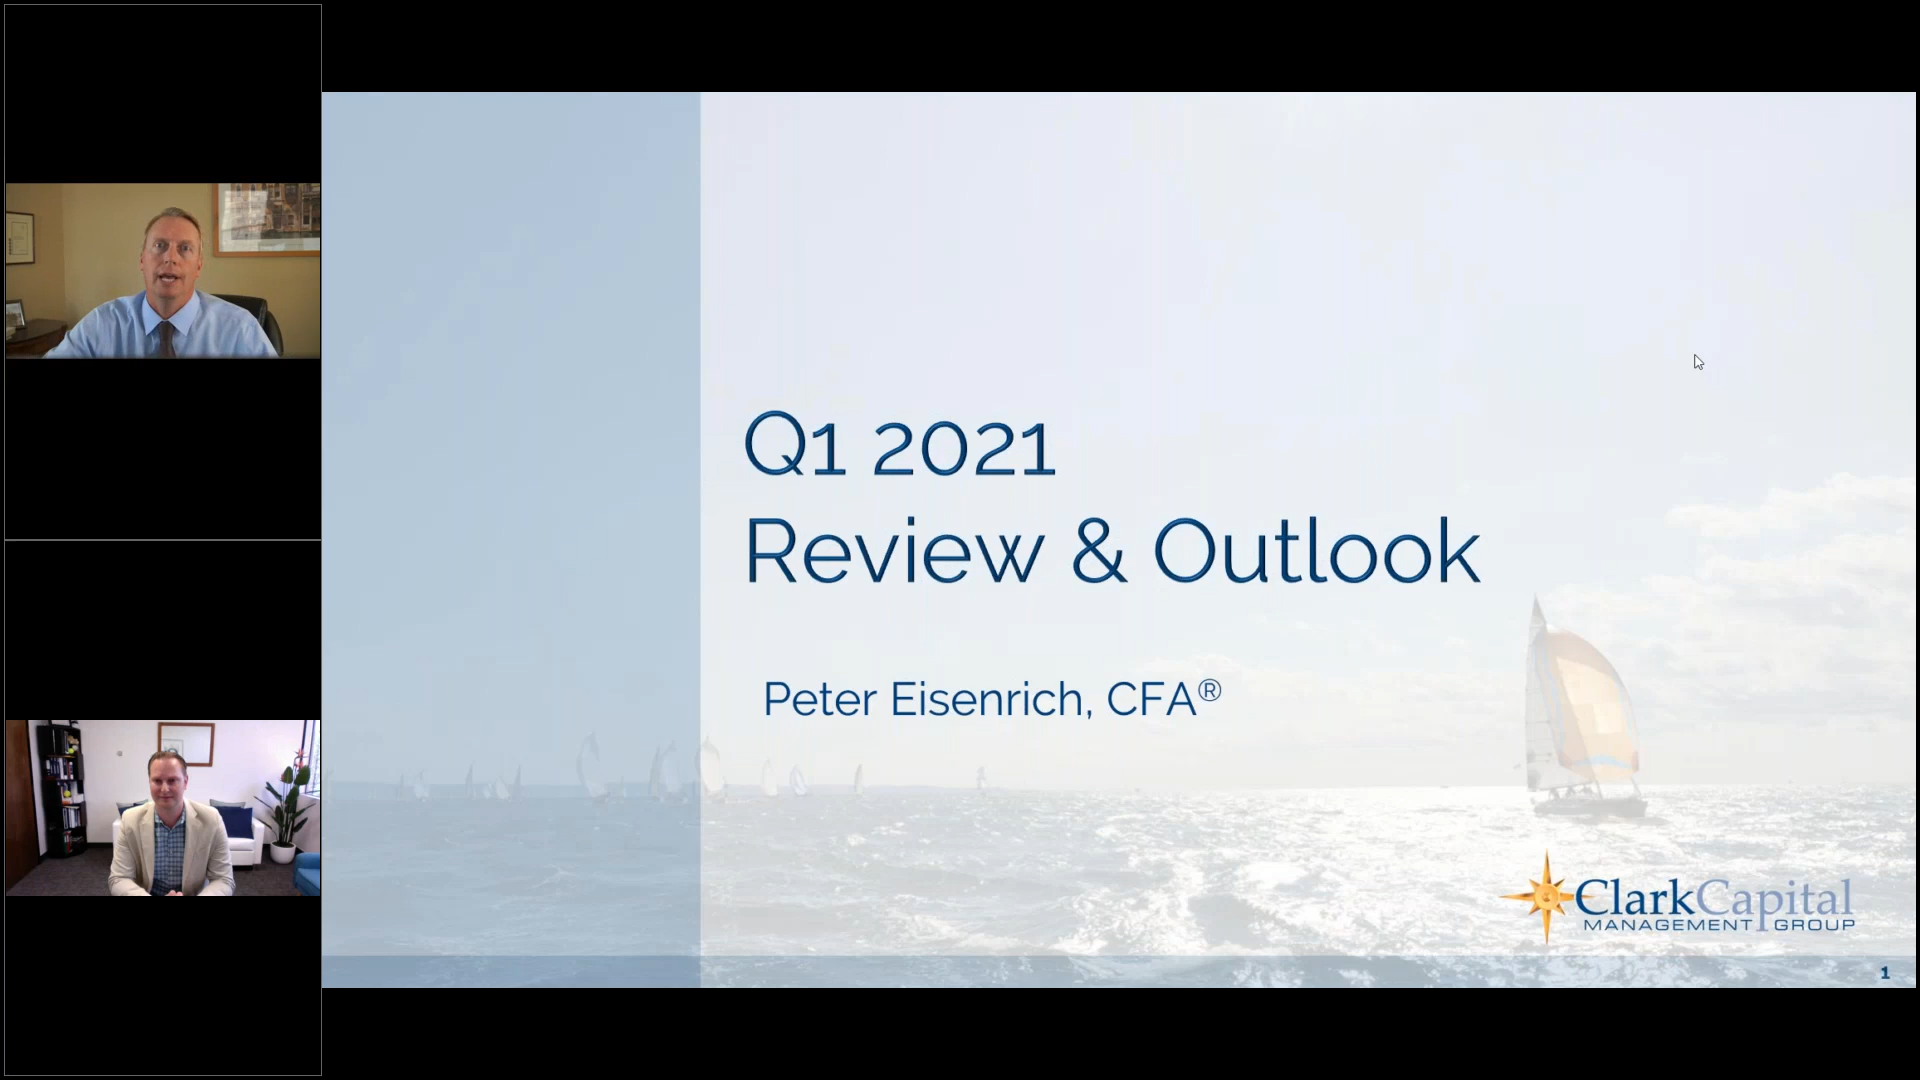 Q1 2021
Review & Outlook
Peter Eisenrich, CFA®
ClarkCapital
MANAGEMENT GROUP
1